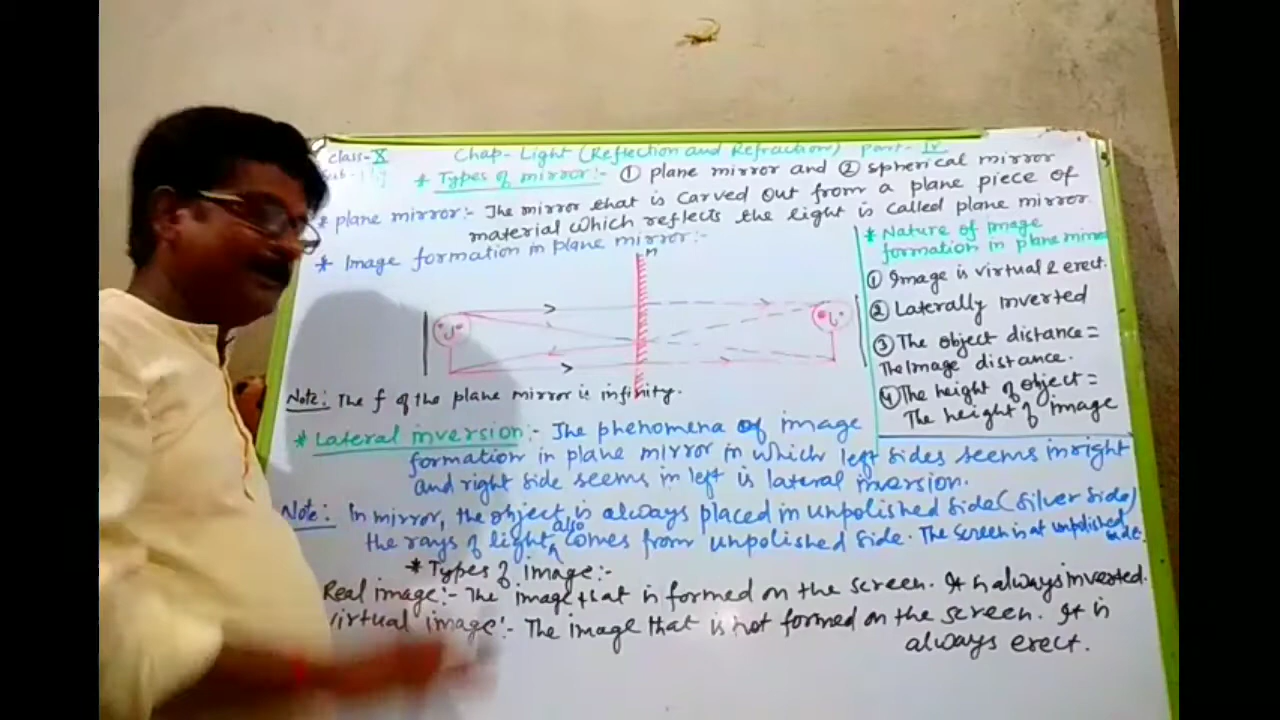 class-X
Chap-Light (Reflection and Refraction) Part-IV
* Types of mirror:- ① plane mirror and ② spherical mirror
* plane mirror:- The mirror that is carved out from a plane piece of
material which reflects the light is called plane mirror
* Image formation in plane mirror:-
M
Note: The f of the plane mirror is infinity.
* Nature of image
formation in plane mirror
① Image is virtual & erect.
② Laterally inverted
③ The object distance =
The Image distance.
④ The height of object =
The height of image
* Lateral inversion:- The phenomena of image
formation in plane mirror in which left sides seems in right
and right side seems in left is lateral inversion.
Note: In mirror, the object is always placed in unpolished side (silver side)
the rays of light also comes from unpolished side. The screen is at unpolished
side.
* Types of image:-
Real image:- The image that is formed on the screen. It is always inverted.
virtual image:- The image that is not formed on the screen. It is
always erect.